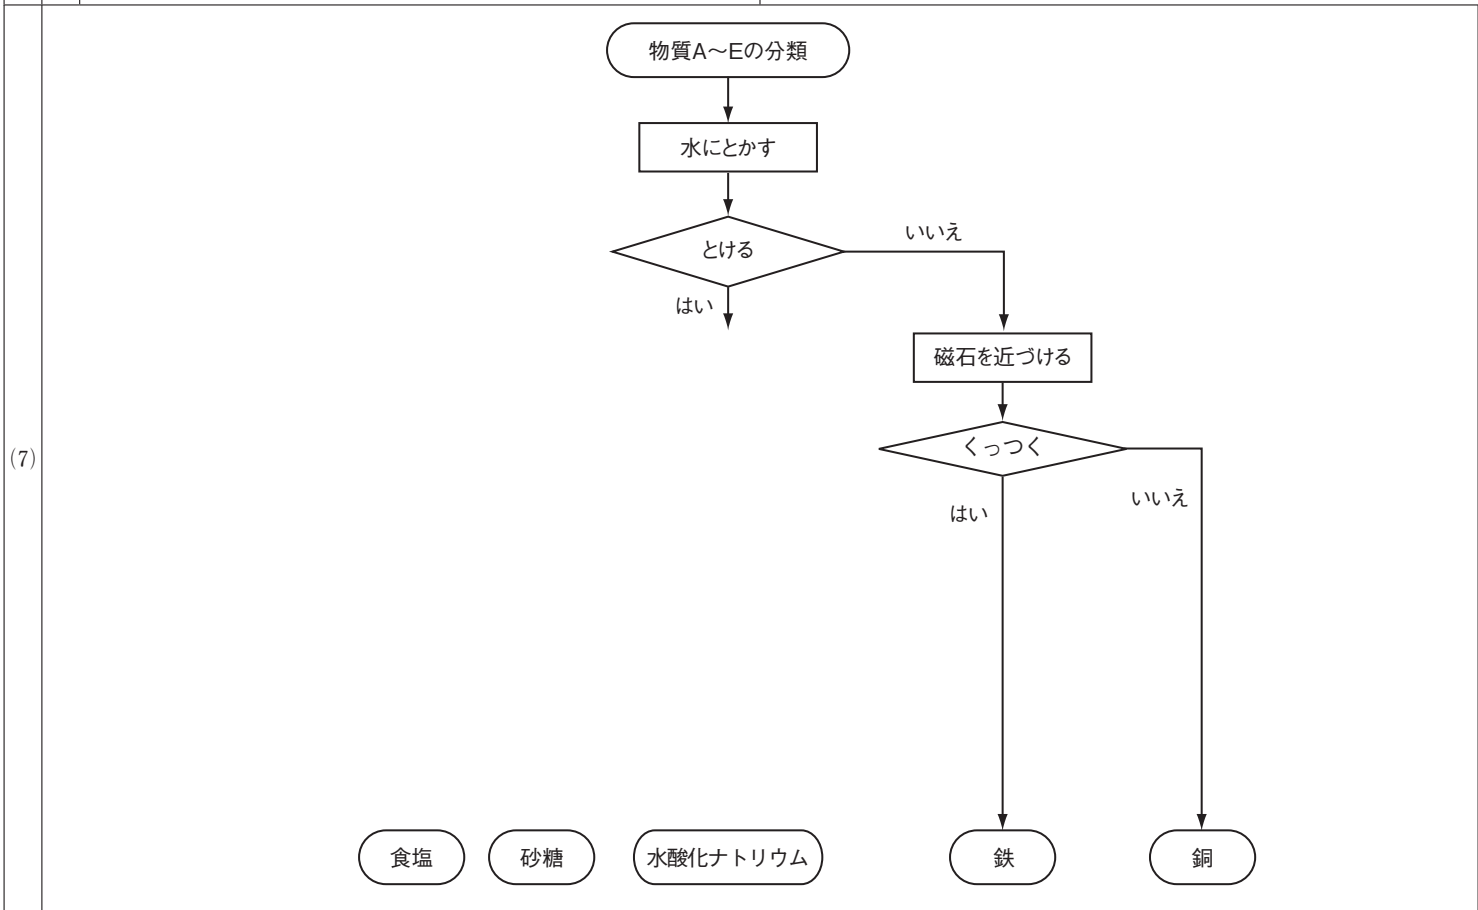 物質A~Eの分類
水にとかす
とける
いいえ
はい
磁石を近づける
くっつく
はい
いいえ
(7)
食塩
砂糖
水酸化ナトリウム
鉄
銅